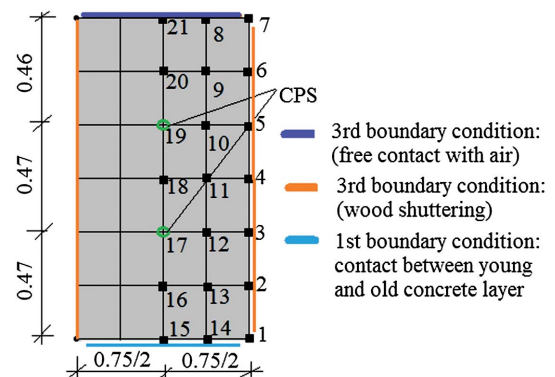 21 8 7
20 9 6
CPS
19 10 5
18 11 4
17 12 3
16 13 2
15 14 1
0.46
0.47
0.47
0.75/2 0.75/2
3rd boundary condition:
(free contact with air)
3rd boundary condition:
(wood shuttering)
1st boundary condition:
contact between young
and old concrete layer